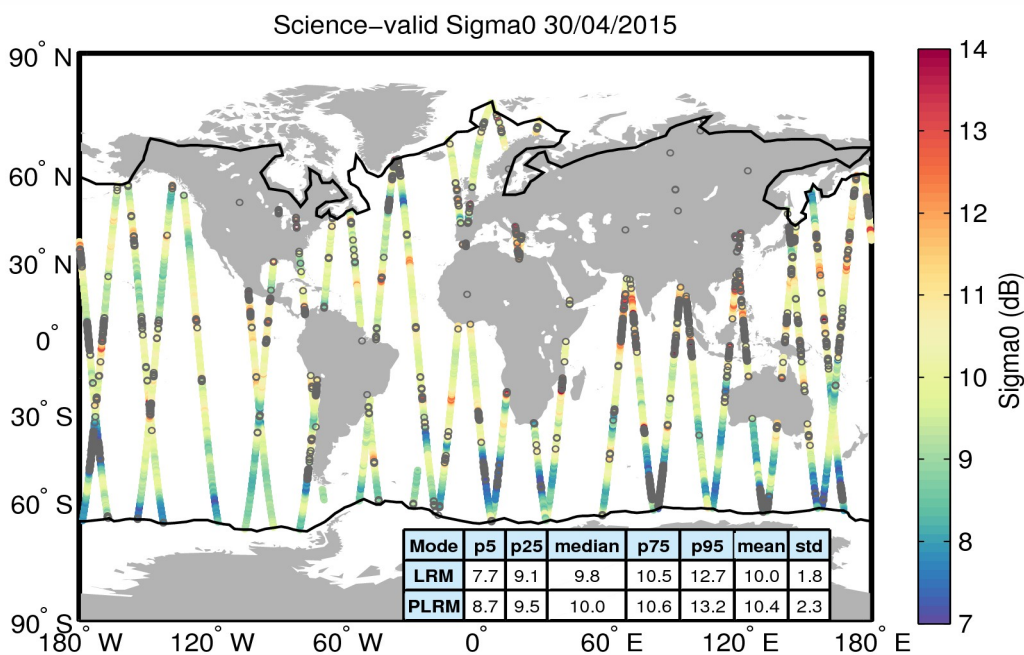 Science−valid Sigma0 30/04/2015
90° N
60° N
30° N
0°
30° S
60° S
90° S
180° W 120° W 60° W 0° 60° E 120° E 180° E
14
13
12
11
10
9
8
7
Sigma0 (dB)
Mode p5 p25 median p75 p95 mean std
LRM 7.7 9.1 9.8 10.5 12.7 10.0 1.8
PLRM 8.7 9.5 10.0 10.6 13.2 10.4 2.3